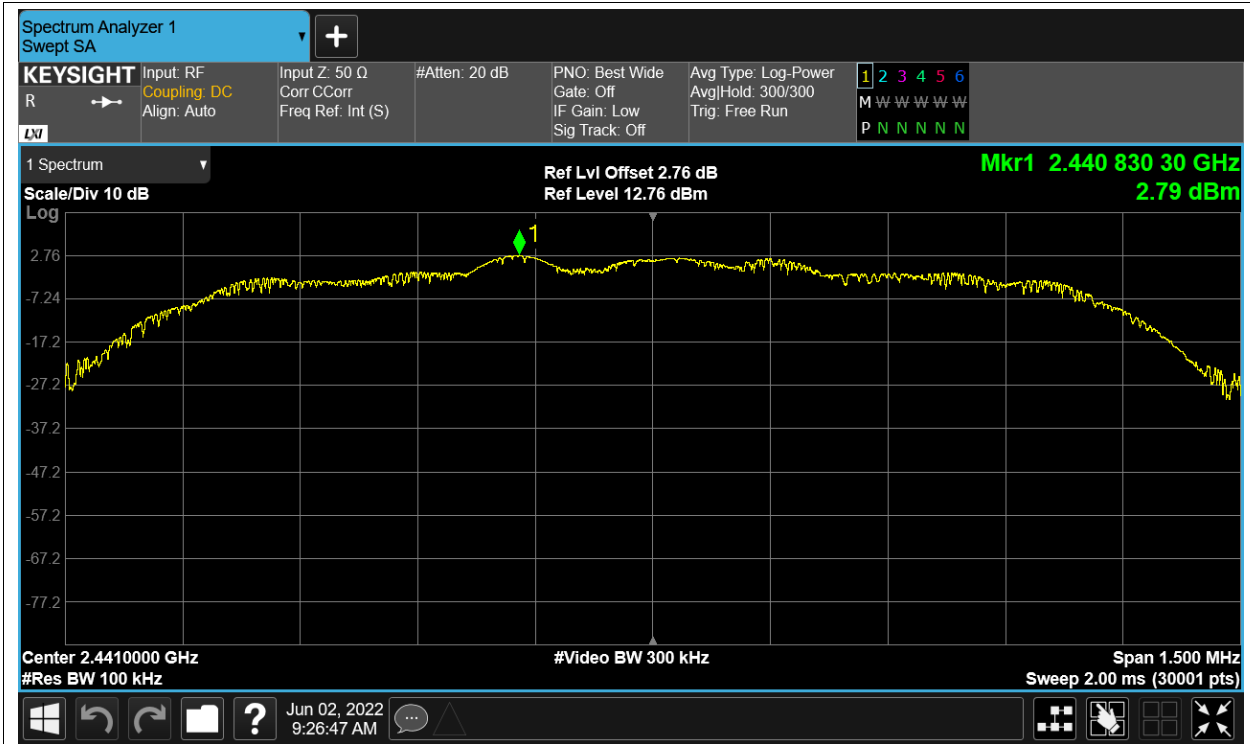 Spectrum Analyzer 1
Swept SA
+
KEYSIGHT
R
LXI
Input: RF
Coupling: DC
Align: Auto
Input Z: 50 Ω
Corr CCorr
Freq Ref: Int (S)
#Atten: 20 dB
PNO: Best Wide
Gate: Off
IF Gain: Low
Sig Track: Off
Avg Type: Log-Power
Avg|Hold: 300/300
Trig: Free Run
1 2 3 4 5 6
M W W W W W
P N N N N N
1 Spectrum
Scale/Div 10 dB
Ref Lvl Offset 2.76 dB
Ref Level 12.76 dBm
Mkr1 2.440 830 30 GHz
2.79 dBm
Log
1
2.76
-7.24
-17.2
-27.2
-37.2
-47.2
-57.2
-67.2
-77.2
Center 2.4410000 GHz
#Video BW 300 kHz
Span 1.500 MHz
#Res BW 100 kHz
Sweep 2.00 ms (30001 pts)
?
Jun 02, 2022
9:26:47 AM